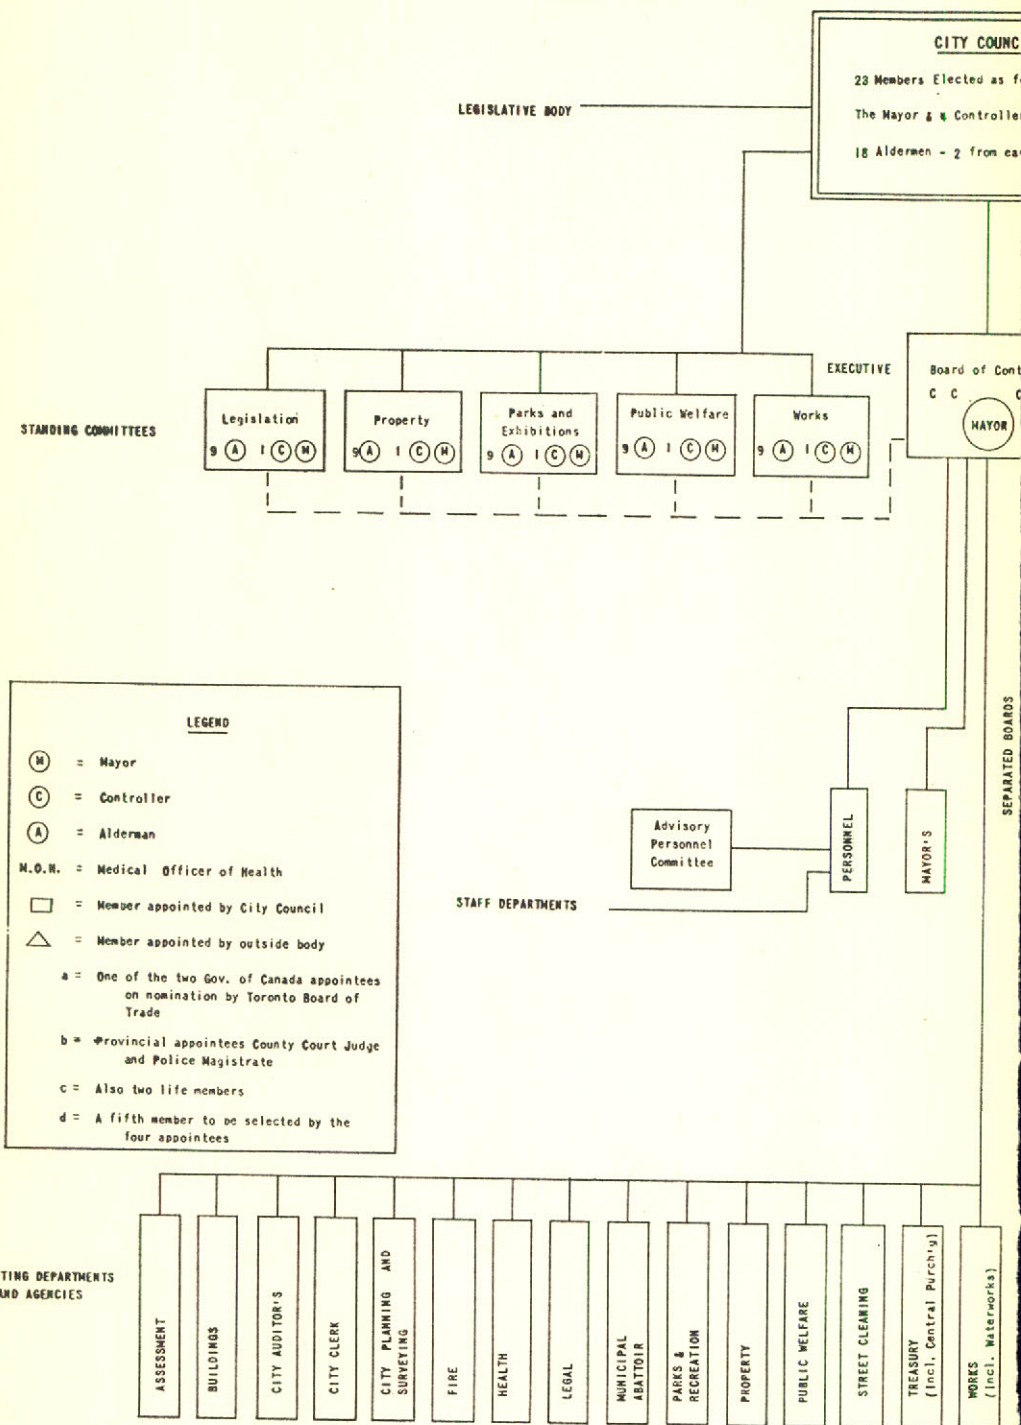 CITY COUNC
23 Members Elected as f
The Mayor & 4 Controller
18 Aldermen - 2 from ea
LEGISLATIVE BODY
EXECUTIVE
Board of Cont
C C C
MAYOR
STANDING COMMITTEES
Legislation
9 A 1 C M
Property
9 A 1 C M
Parks and
Exhibitions
9 A 1 C M
Public Welfare
9 A 1 C M
Works
9 A 1 C M
LEGEND
M = Mayor
C = Controller
A = Alderman
M.O.H. = Medical Officer of Health
= Member appointed by City Council
= Member appointed by outside body
a = One of the two Gov. of Canada appointees
on nomination by Toronto Board of
Trade
b = Provincial appointees County Court Judge
and Police Magistrate
c = Also two life members
d = A fifth member to be selected by the
four appointees
SEPARATED BOARDS
Advisory
Personnel
Committee
PERSONNEL
MAYOR'S
STAFF DEPARTMENTS
TING DEPARTMENTS
AND AGENCIES
ASSESSMENT
BUILDINGS
CITY AUDITOR'S
CITY CLERK
CITY PLANNING AND
SURVEYING
FIRE
HEALTH
LEGAL
MUNICIPAL
ABATTOIR
PARKS &
RECREATION
PROPERTY
PUBLIC WELFARE
STREET CLEANING
TREASURY
(Incl. Central Purch'g)
WORKS
(Incl. Waterworks)